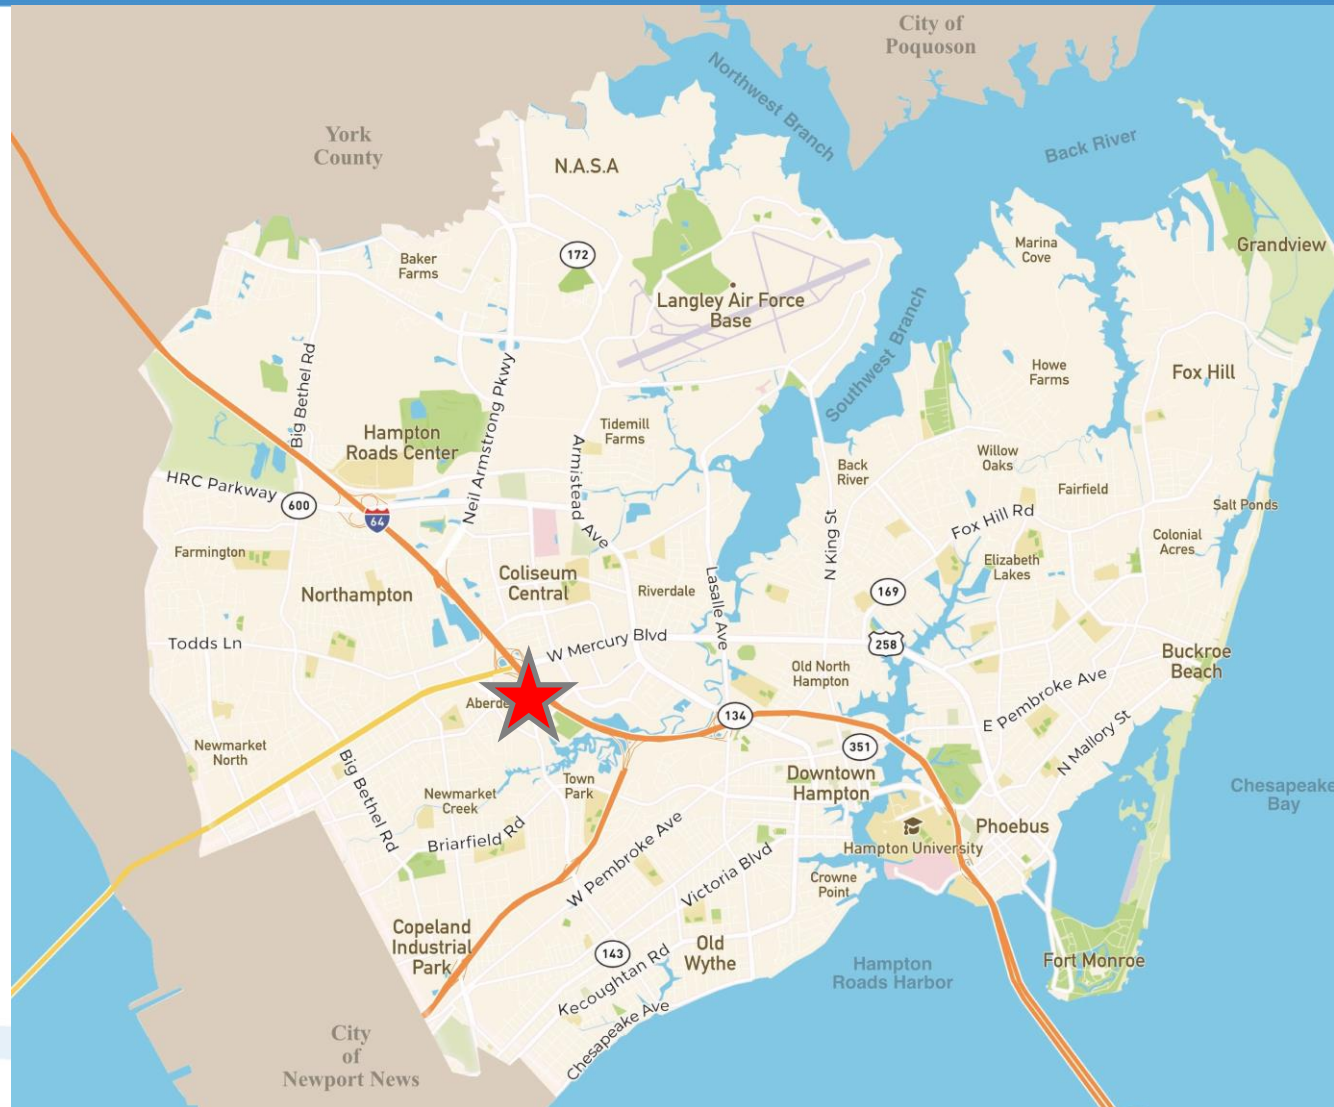 City of
Poquoson
Northwest Branch
York
County
Back River
N.A.S.A
172
Baker
Farms
Marina
Cove
Grandview
Langley Air Force
Base
Southwest Branch
Big Bethel Rd
Neil Armstrong Pkwy
Howe
Farms
Fox Hill
Hampton
Roads Center
Tidemill
Farms
Armistead
Ave
Back
River
Willow
Oaks
HRC Parkway
600
64
Fairfield
Salt Ponds
Fox Hill Rd
N King St
Colonial
Acres
Farmington
Elizabeth
Lakes
Coliseum
Central
Northampton
Riverdale
Lasalle Ave
169
Todds Ln
W Mercury Blvd
258
Buckroe
Beach
Old North
Hampton
E Pembroke Ave
134
N Mallory St
351
Newmarket
North
Big Bethel Rd
Town
Park
Downtown
Hampton
Newmarket
Creek
Chesapeake
Bay
Briarfield Rd
W Pembroke Ave
Victoria Blvd
Phoebus
Hampton University
Crowne
Point
Copeland
Industrial
Park
143
Old
Wythe
Kecoughtan Rd
Chesapeake Ave
Hampton
Roads Harbor
Fort Monroe
City
of
Newport News